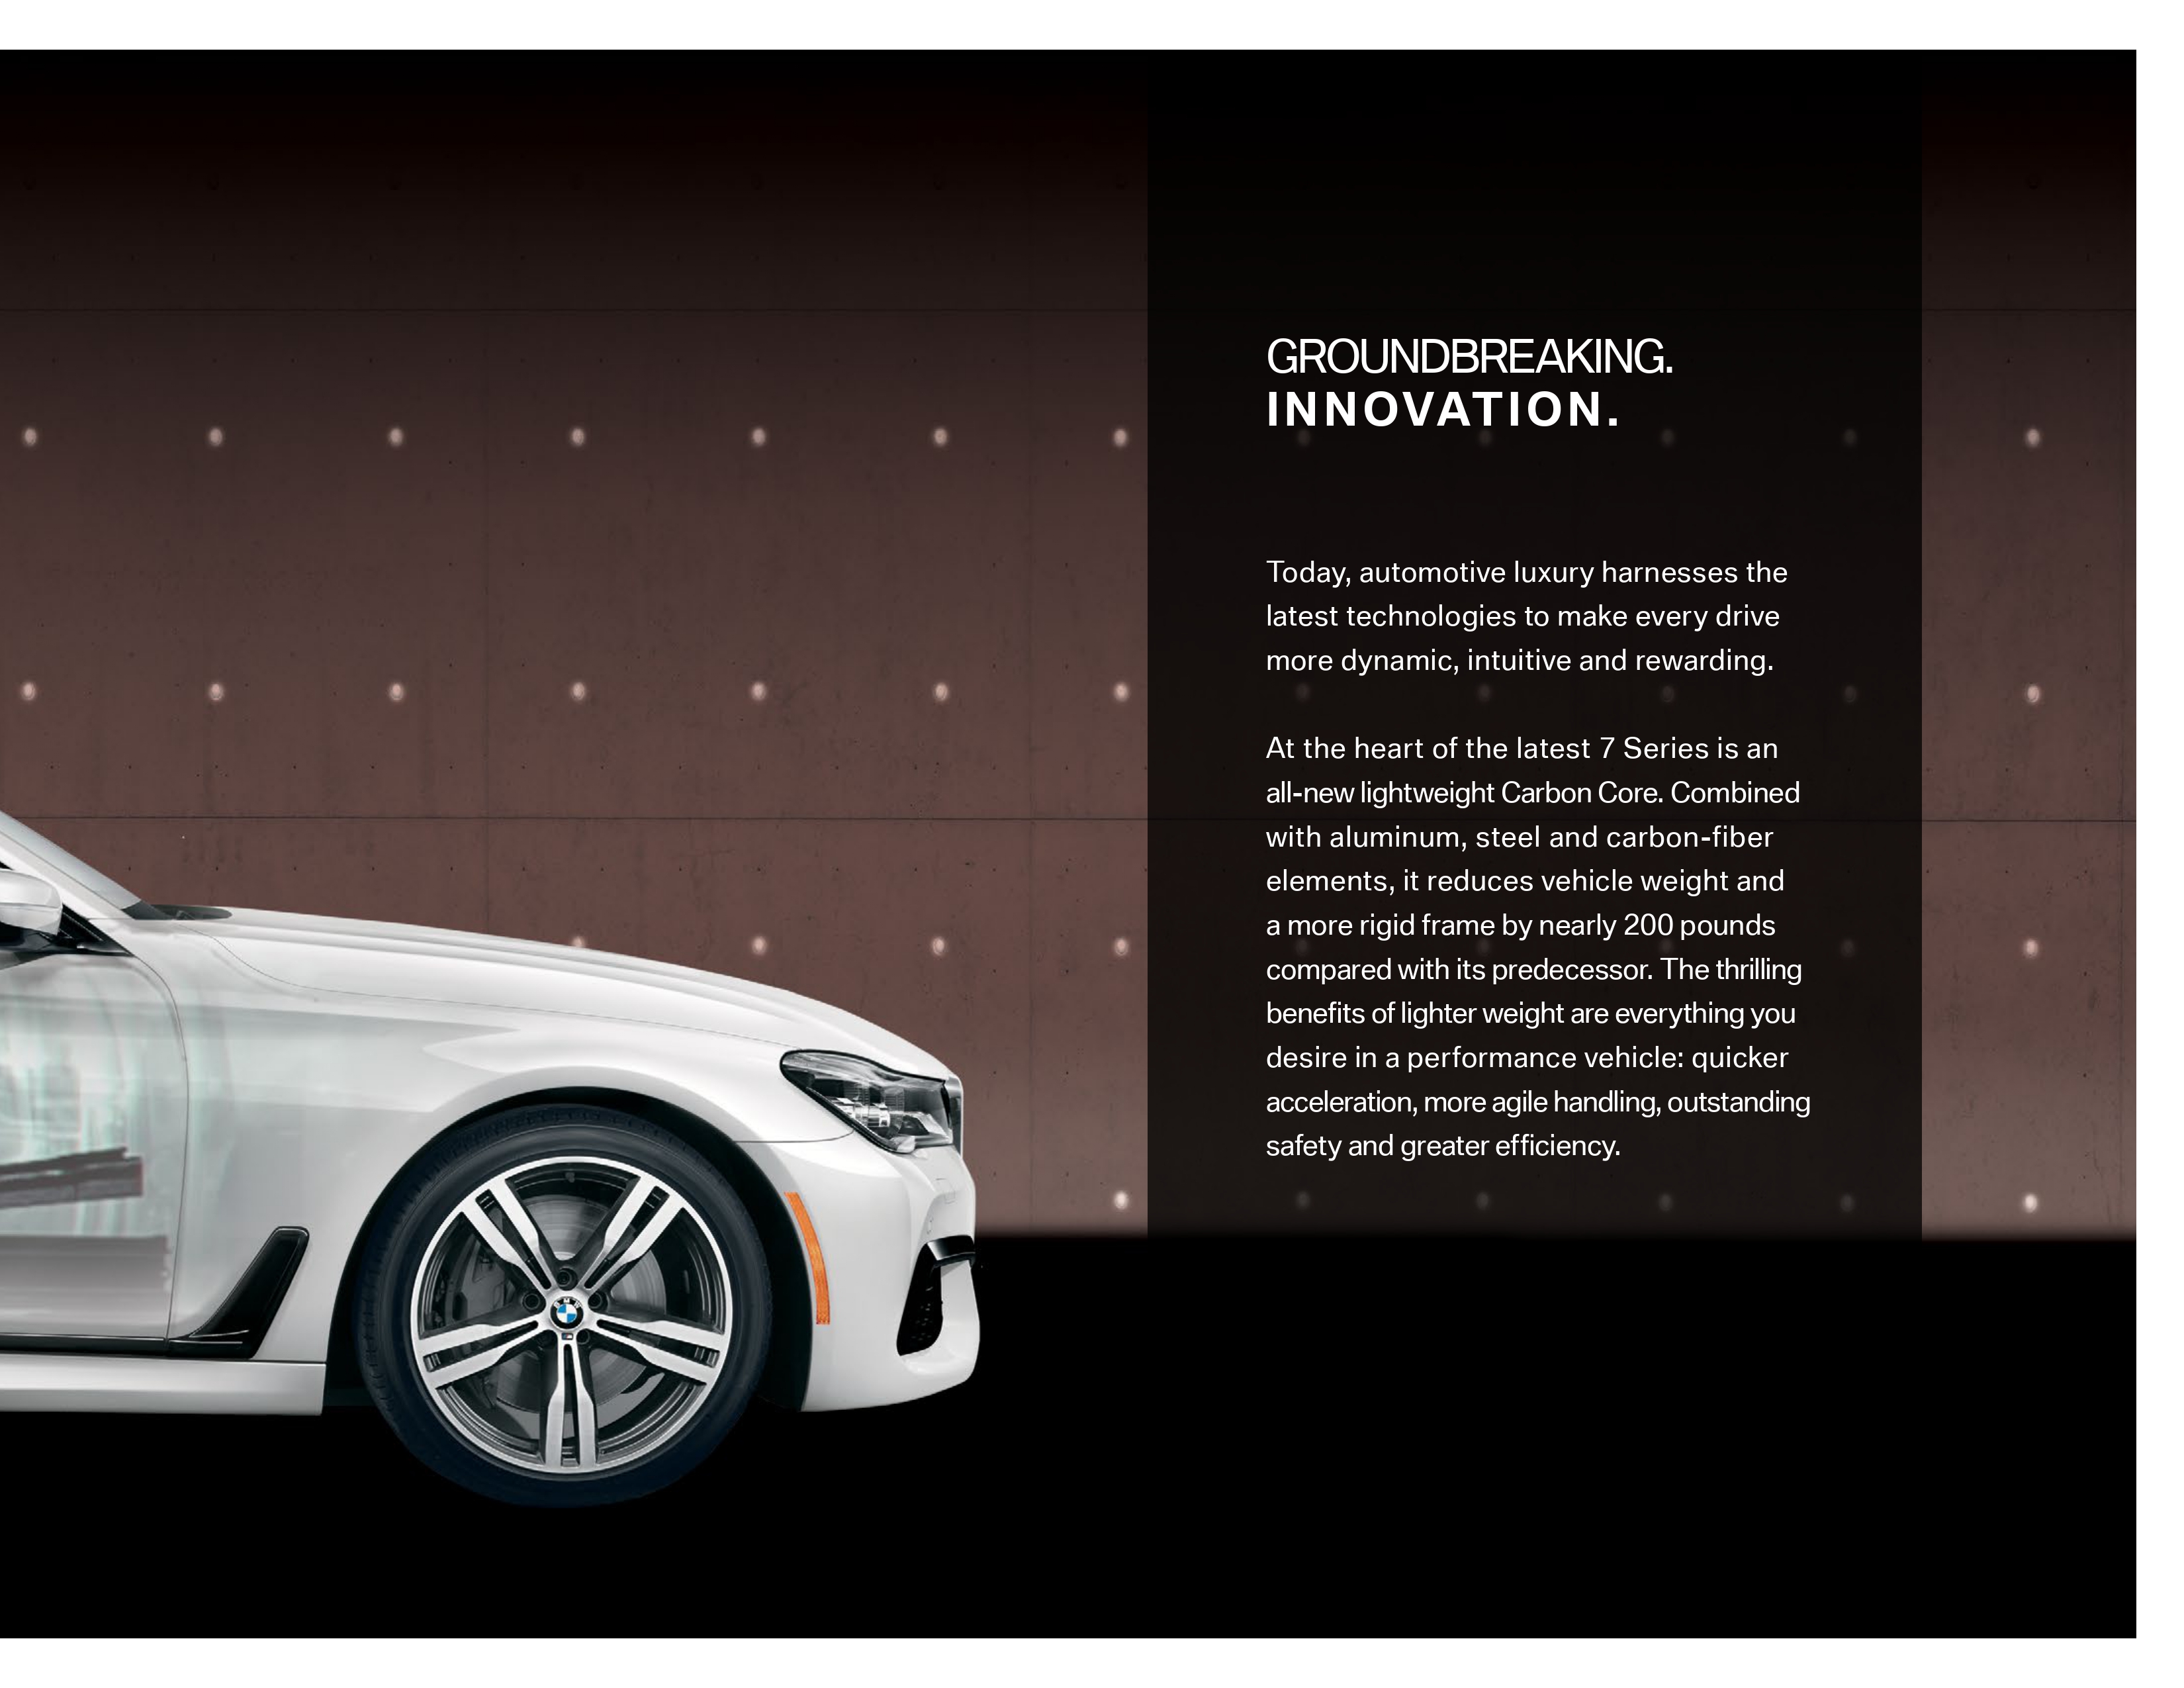 GROUNDBREAKING.
INNOVATION.
Today, automotive luxury harnesses the
latest technologies to make every drive
more dynamic, intuitive and rewarding.
At the heart of the latest 7 Series is an
all-new lightweight Carbon Core. Combined
with aluminum, steel and carbon-fiber
elements, it reduces vehicle weight and
a more rigid frame by nearly 200 pounds
compared with its predecessor. The thrilling
benefits of lighter weight are everything you
desire in a performance vehicle: quicker
acceleration, more agile handling, outstanding
safety and greater efficiency.
BMW